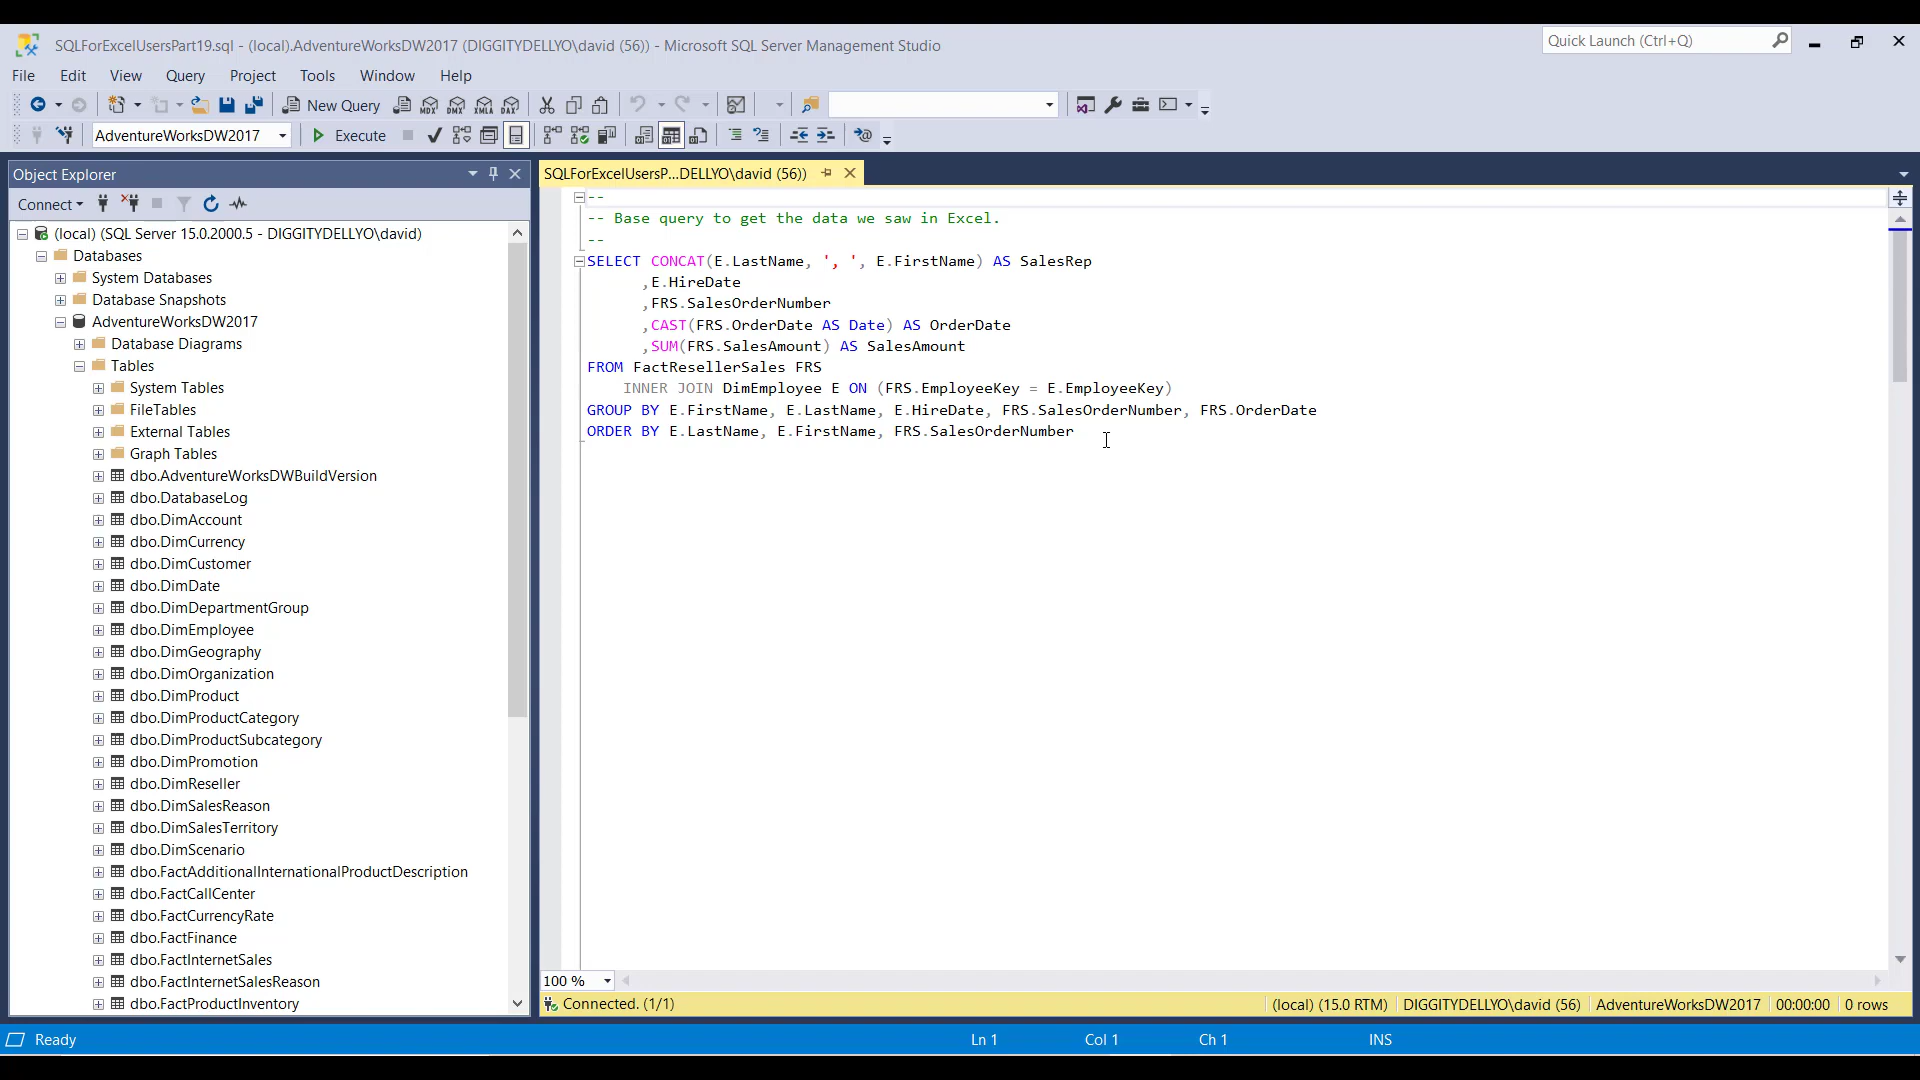 SQLForExcelUsersPart19.sql - (local).AdventureWorksDW2017 (DIGGITYDELLYO\david (56)) - Microsoft SQL Server Management Studio
Quick Launch (Ctrl+Q)
File Edit View Query Project Tools Window Help
New Query MDX DMX XMLA DAX
AdventureWorksDW2017 Execute
Object Explorer
Connect
(local) (SQL Server 15.0.2000.5 - DIGGITYDELLYO\david)
Databases
System Databases
Database Snapshots
AdventureWorksDW2017
Database Diagrams
Tables
System Tables
FileTables
External Tables
Graph Tables
dbo.AdventureWorksDWBuildVersion
dbo.DatabaseLog
dbo.DimAccount
dbo.DimCurrency
dbo.DimCustomer
dbo.DimDate
dbo.DimDepartmentGroup
dbo.DimEmployee
dbo.DimGeography
dbo.DimOrganization
dbo.DimProduct
dbo.DimProductCategory
dbo.DimProductSubcategory
dbo.DimPromotion
dbo.DimReseller
dbo.DimSalesReason
dbo.DimSalesTerritory
dbo.DimScenario
dbo.FactAdditionalInternationalProductDescription
dbo.FactCallCenter
dbo.FactCurrencyRate
dbo.FactFinance
dbo.FactInternetSales
dbo.FactInternetSalesReason
dbo.FactProductInventory
SQLForExcelUsersP...DELLYO\david (56))
--
-- Base query to get the data we saw in Excel.
--
SELECT CONCAT(E.LastName, ', ', E.FirstName) AS SalesRep
,E.HireDate
,FRS.SalesOrderNumber
,CAST(FRS.OrderDate AS Date) AS OrderDate
,SUM(FRS.SalesAmount) AS SalesAmount
FROM FactResellerSales FRS
INNER JOIN DimEmployee E ON (FRS.EmployeeKey = E.EmployeeKey)
GROUP BY E.FirstName, E.LastName, E.HireDate, FRS.SalesOrderNumber, FRS.OrderDate
ORDER BY E.LastName, E.FirstName, FRS.SalesOrderNumber
100 %
Connected. (1/1) (local) (15.0 RTM) DIGGITYDELLYO\david (56) AdventureWorksDW2017 00:00:00 0 rows
Ready Ln 1 Col 1 Ch 1 INS